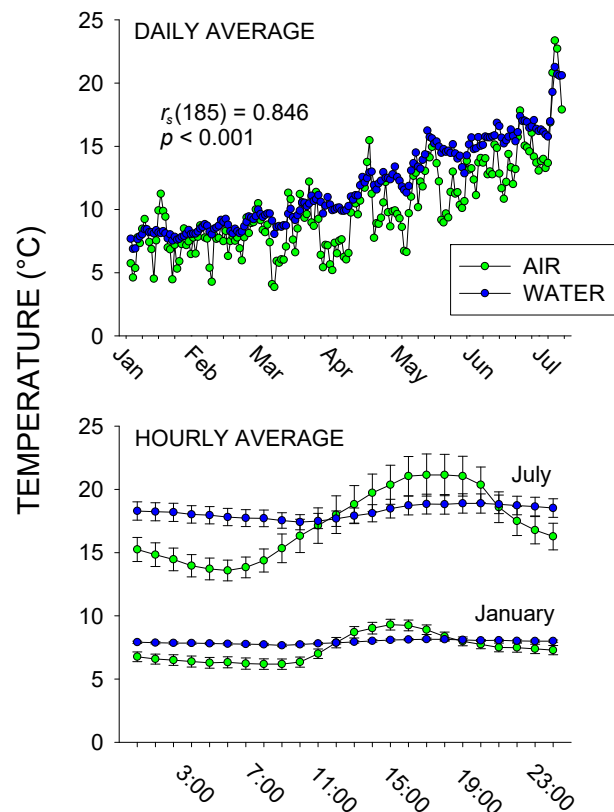 TEMPERATURE (°C)
25
20
15
10
5
0
DAILY AVERAGE
rs(185) = 0.846
p < 0.001
AIR
WATER
Jan
Feb
Mar
Apr
May
Jun
Jul
25
20
15
10
5
0
HOURLY AVERAGE
July
January
3:00
7:00
11:00
15:00
19:00
23:00